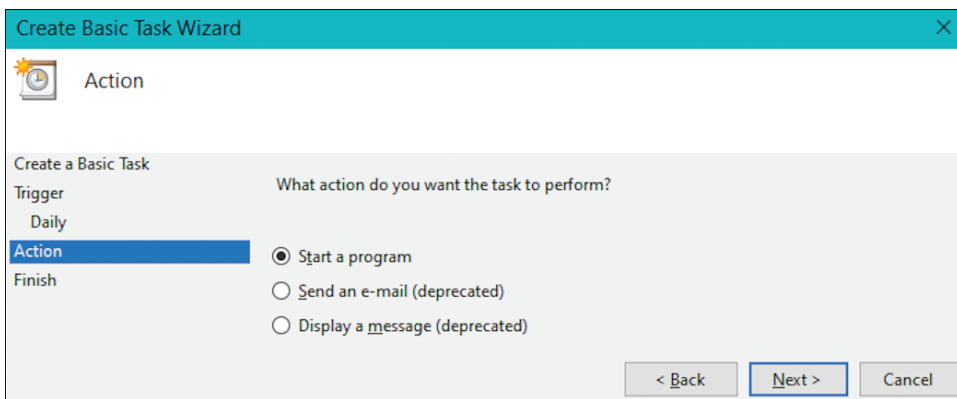 Create Basic Task Wizard
Action
Create a Basic Task
Trigger
Daily
Action
Finish
What action do you want the task to perform?
Start a program
Send an e-mail (deprecated)
Display a message (deprecated)
< Back
Next >
Cancel